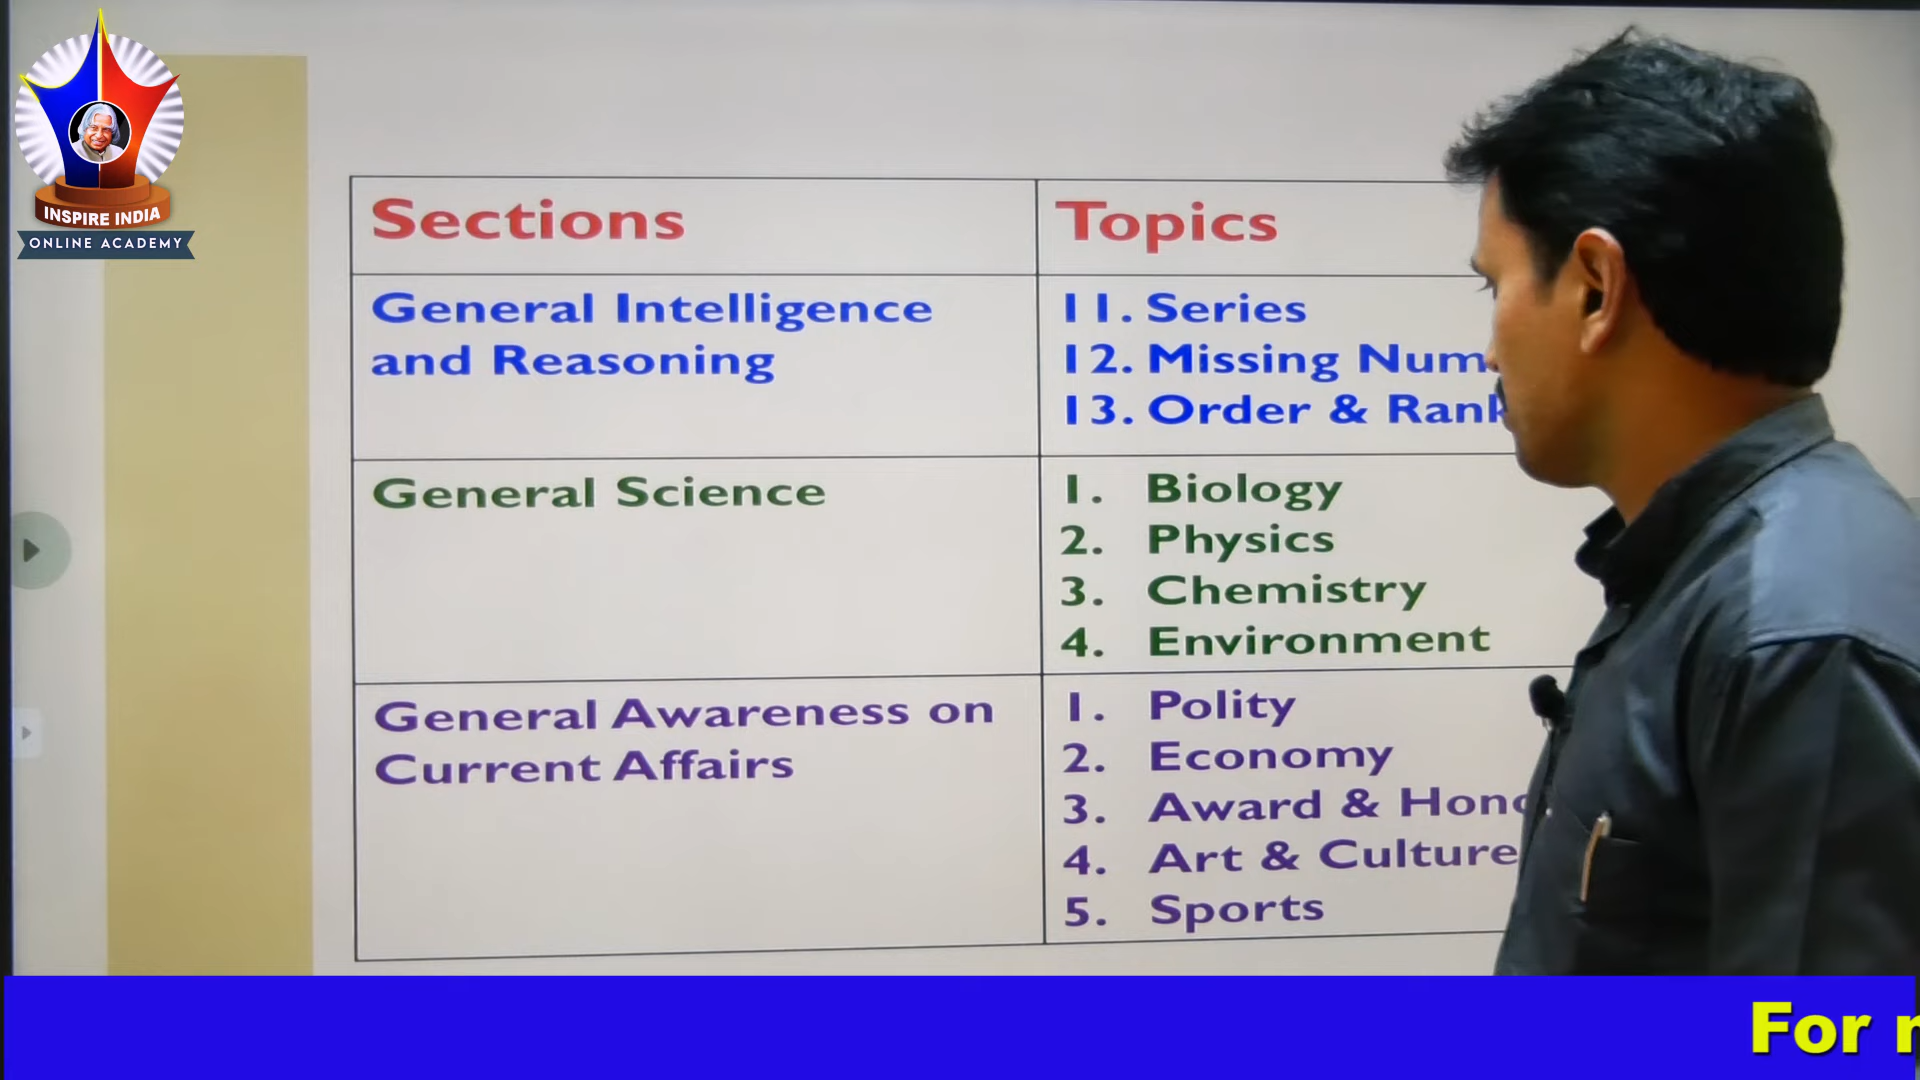 INSPIRE INDIA
ONLINE ACADEMY
Sections
Topics
General Intelligence
and Reasoning
11. Series
12. Missing
13. Order &
General Science
1. Biology
2. Physics
3. Chemistry
4. Environment
General Awareness on
Current Affairs
1. Polity
2. Economy
3. Award &
4. Art & Culture
5. Sports
For